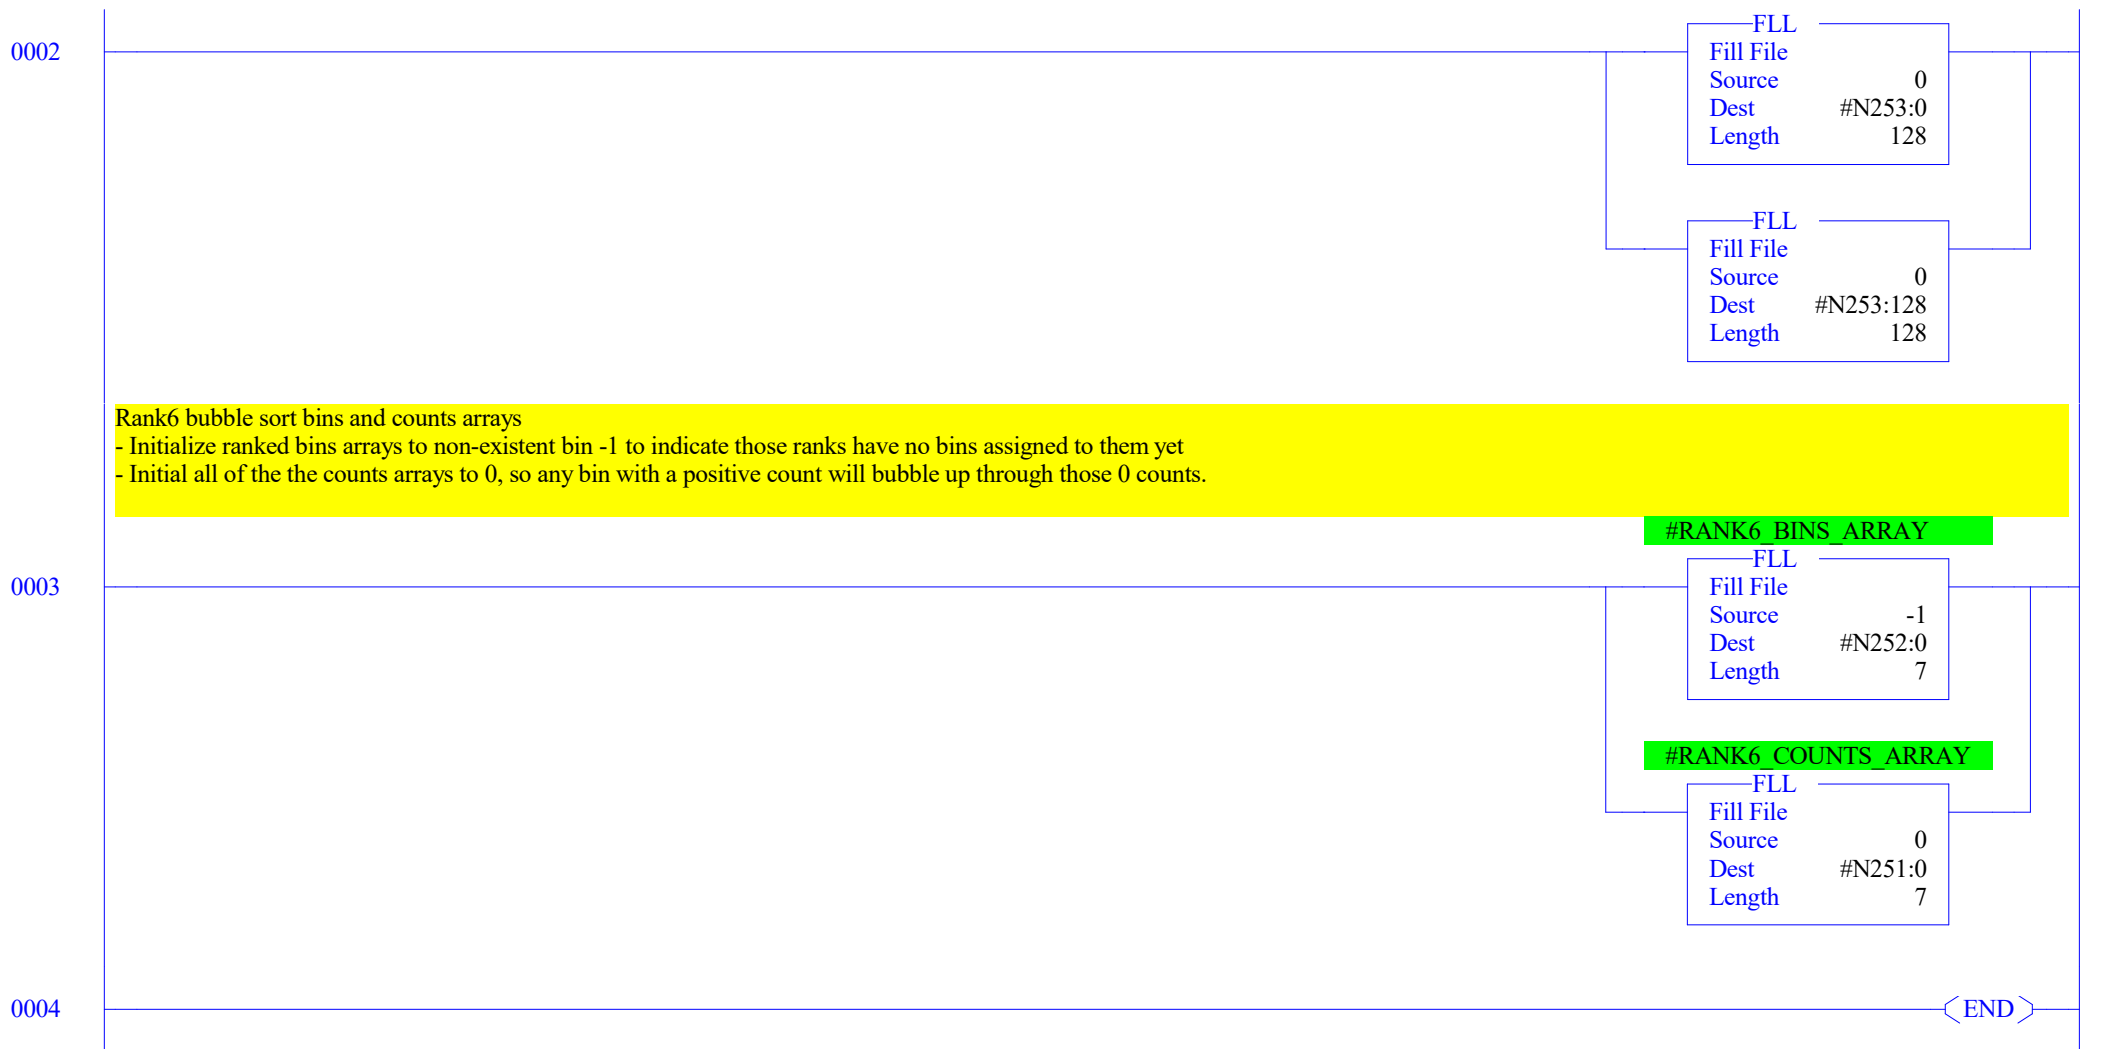 FLL
0002
Fill File
Source 0
Dest #N253:0
Length 128
FLL
Fill File
Source 0
Dest #N253:128
Length 128
Rank6 bubble sort bins and counts arrays
- Initialize ranked bins arrays to non-existent bin -1 to indicate those ranks have no bins assigned to them yet
- Initial all of the the counts arrays to 0, so any bin with a positive count will bubble up through those 0 counts.
#RANK6_BINS_ARRAY
FLL
0003
Fill File
Source -1
Dest #N252:0
Length 7
#RANK6_COUNTS_ARRAY
FLL
Fill File
Source 0
Dest #N251:0
Length 7
0004
END